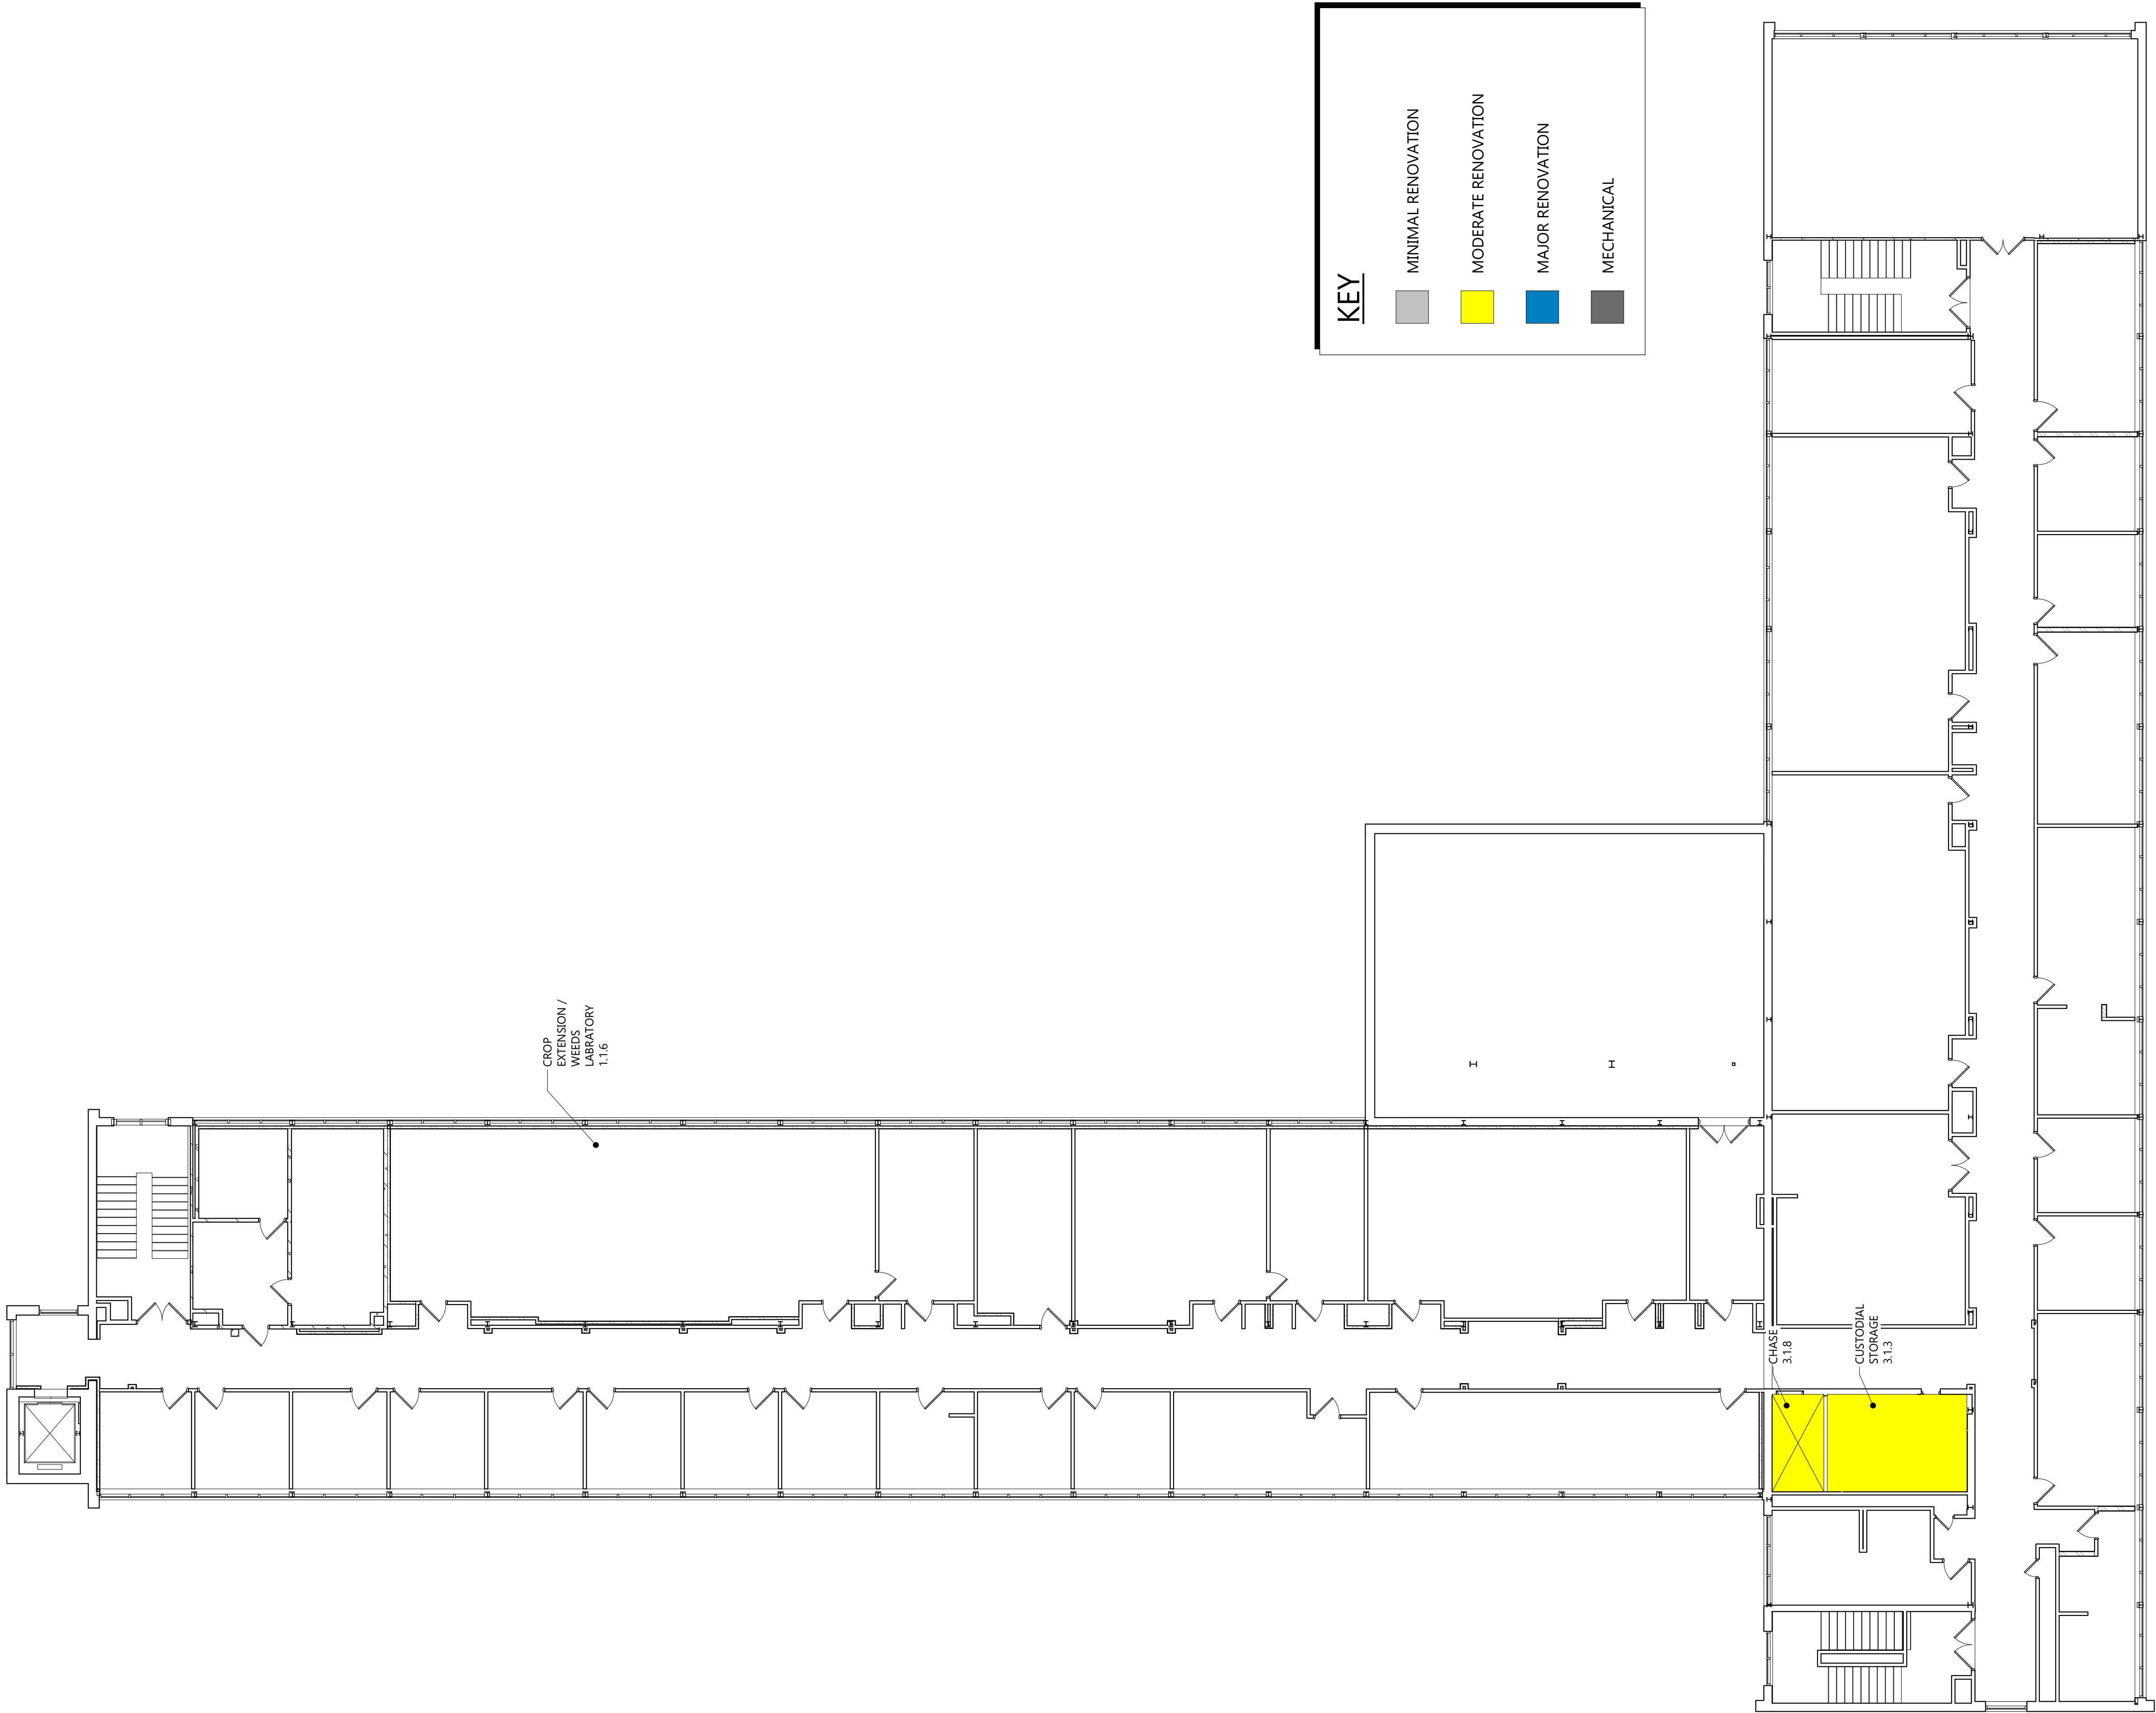 KEY
MINIMAL RENOVATION
MODERATE RENOVATION
MAJOR RENOVATION
MECHANICAL
CROP
EXTENSION /
WEEDS
LABRATORY
1.1.6
CHASE
3.1.8
CUSTODIAL
STORAGE
3.1.3